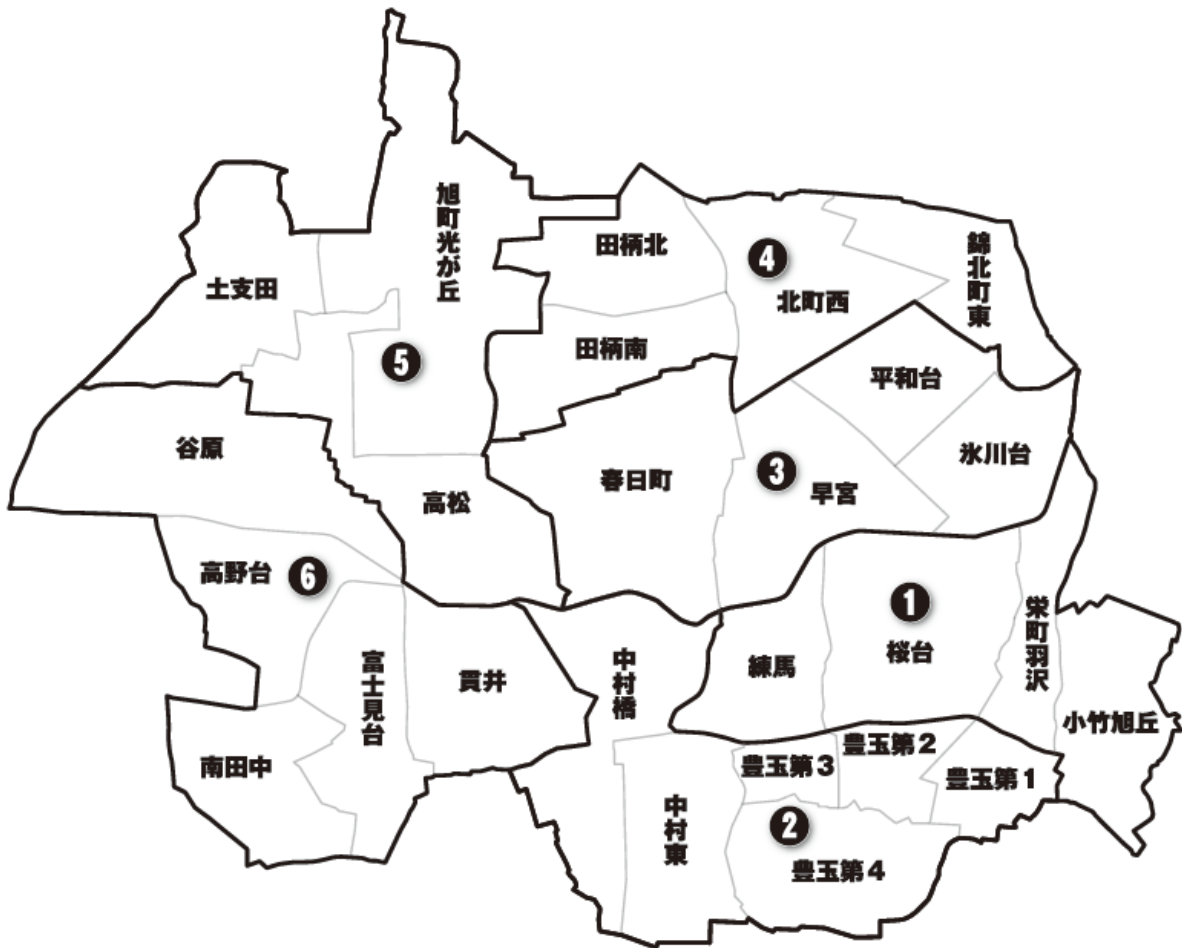 旭町光が丘
田柄北
4
北町西
錦北町東
土支田
田柄南
5
平和台
谷原
春日町
3
早宮
氷川台
高松
高野台
6
1
桜台
栄町羽沢
練馬
中村橋
富士見台
貫井
小竹旭丘
南田中
豊玉第3
豊玉第2
豊玉第1
中村東
2
豊玉第4